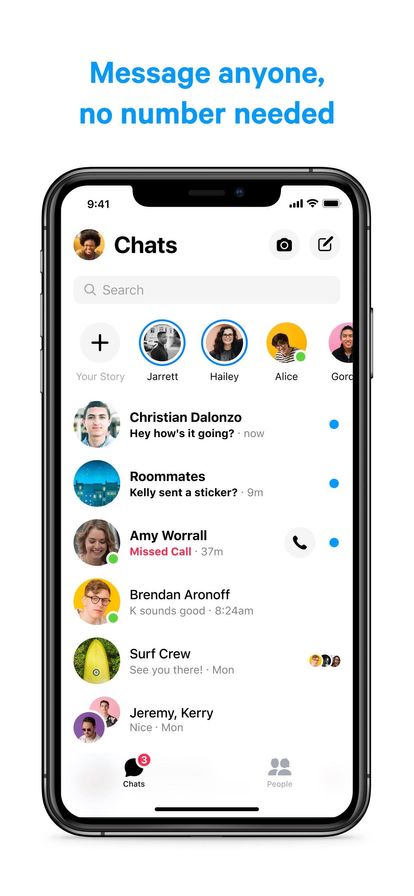 Message anyone,
no number needed
9:41
Chats
Search
Your Story
Jarrett
Hailey
Alice
Gord
Christian Dalonzo
Hey how's it going? · now
Roommates
Kelly sent a sticker? · 9m
Amy Worrall
Missed Call · 37m
Brendan Aronoff
K sounds good · 8:24am
Surf Crew
See you there! · Mon
Jeremy, Kerry
Nice · Mon
3
Chats
People